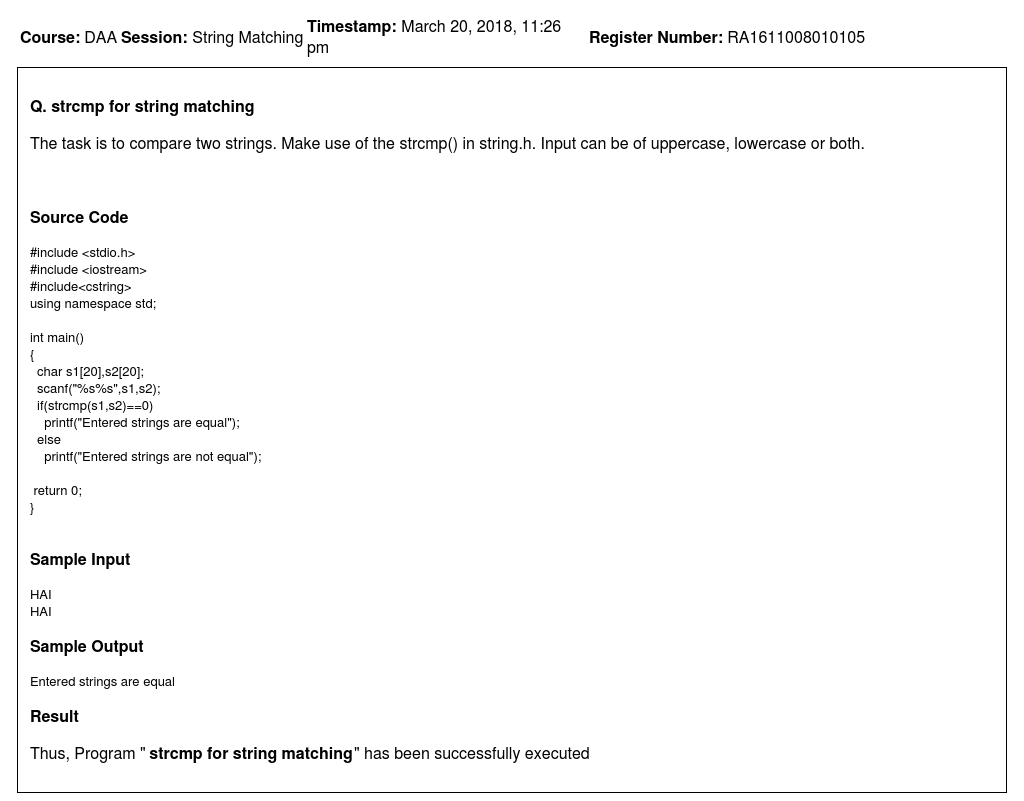 Course: DAA Session: String Matching Timestamp: March 20, 2018, 11:26 pm Register Number: RA1611008010105
Q. strcmp for string matching
The task is to compare two strings. Make use of the strcmp() in string.h. Input can be of uppercase, lowercase or both.
Source Code
#include <stdio.h>
#include <iostream>
#include<cstring>
using namespace std;
int main()
{
  char s1[20],s2[20];
  scanf("%s%s",s1,s2);
  if(strcmp(s1,s2)==0)
    printf("Entered strings are equal");
  else
    printf("Entered strings are not equal");
 return 0;
}
Sample Input
HAI
HAI
Sample Output
Entered strings are equal
Result
Thus, Program " strcmp for string matching" has been successfully executed